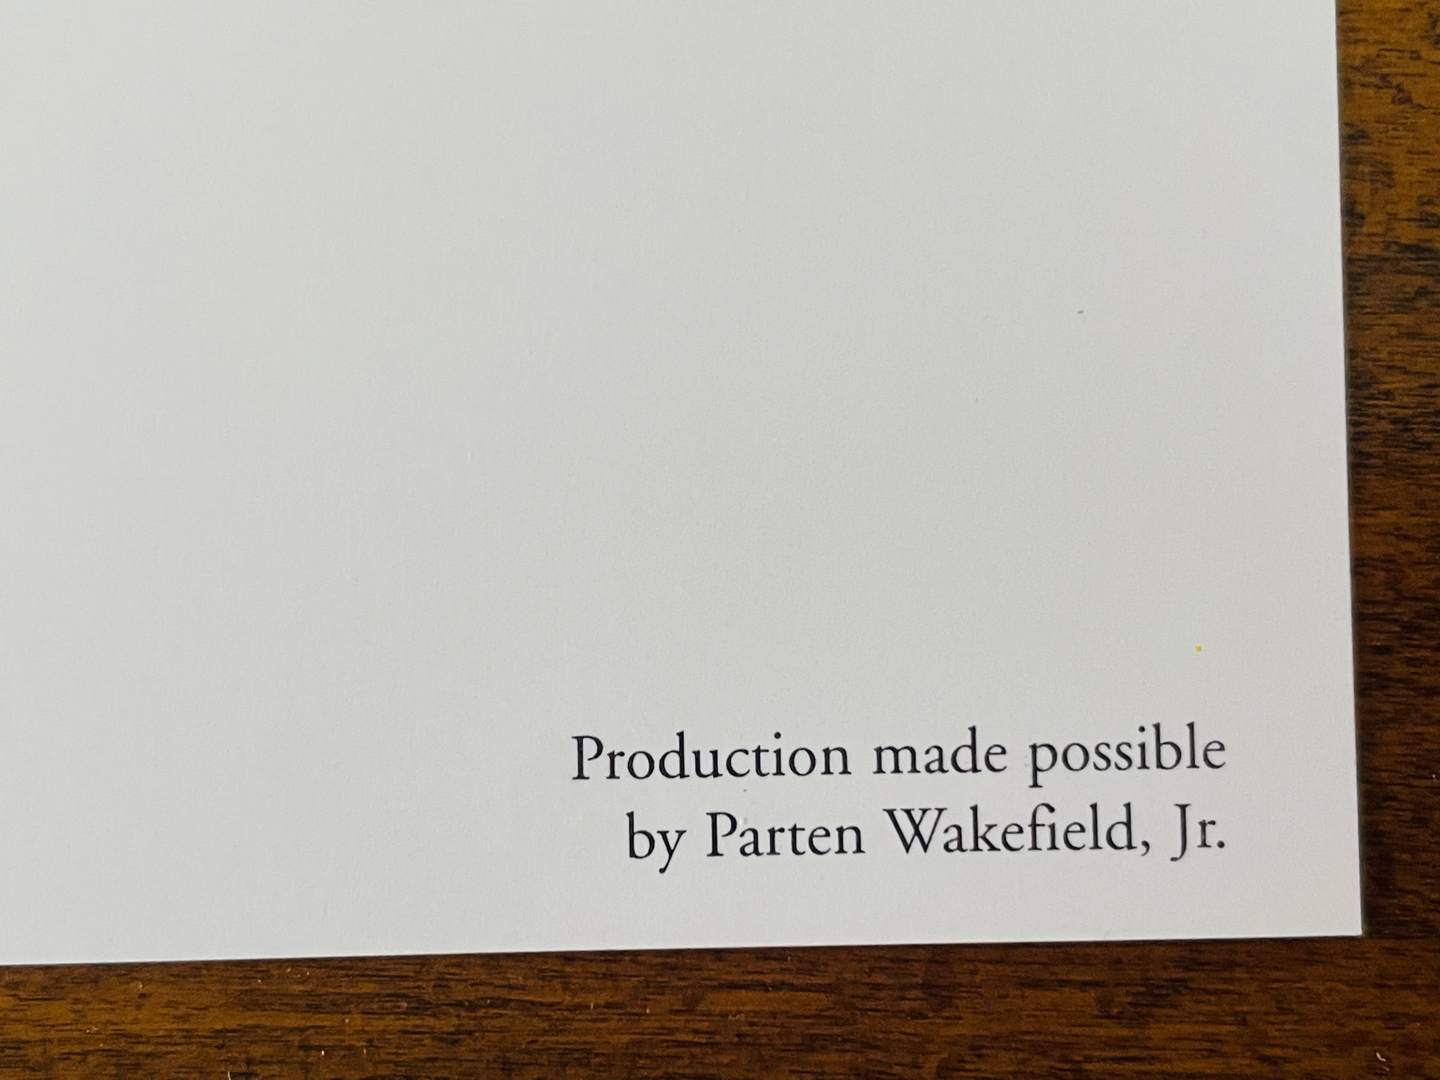 Production made possible
by Parten Wakefield, Jr.